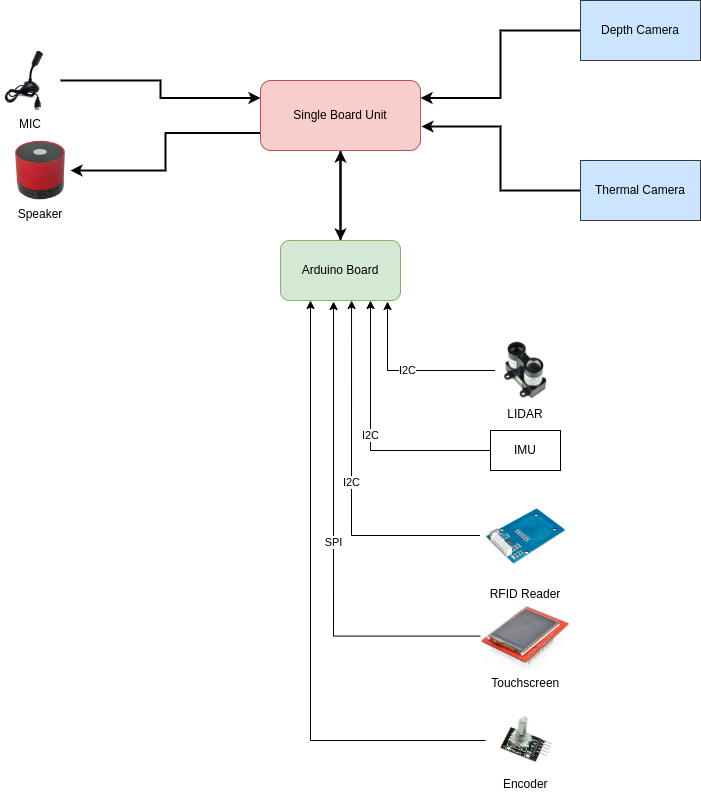 Depth Camera
MIC
Single Board Unit
Speaker
Thermal Camera
Arduino Board
I2C
LIDAR
I2C
IMU
I2C
SPI
RFID Reader
Touchscreen
Encoder